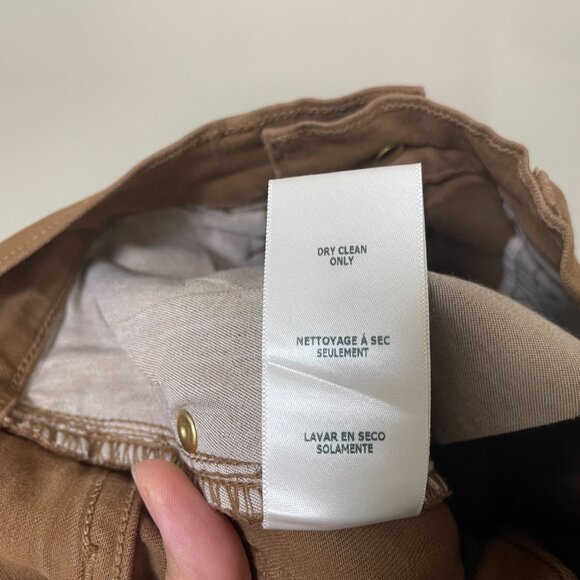 DRY CLEAN
ONLY
NETTOYAGE À SEC
SEULEMENT
LAVAR EN SECO
SOLAMENTE